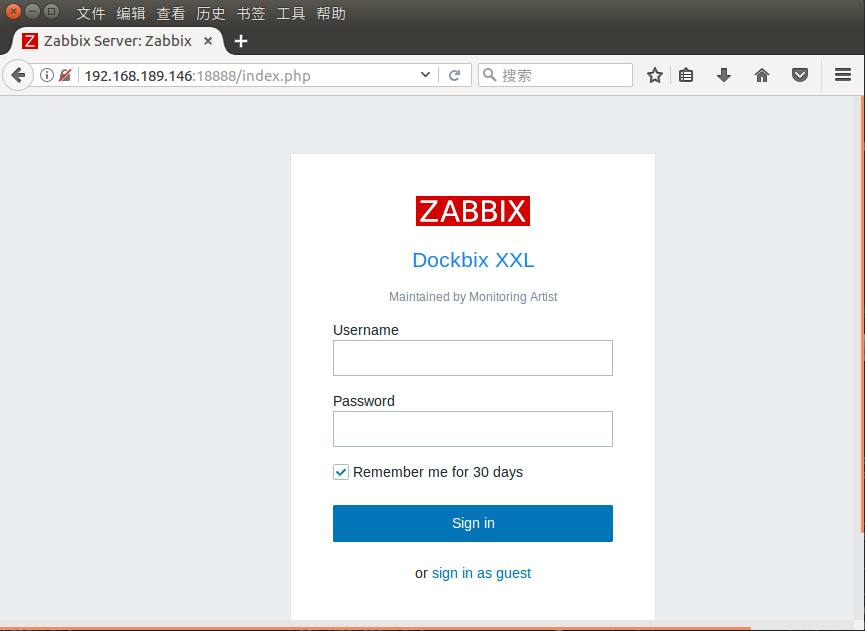 文件 编辑 查看 历史 书签 工具 帮助
Z Zabbix Server: Zabbix
192.168.189.146:18888/index.php
搜索
ZABBIX
Dockbix XXL
Maintained by Monitoring Artist
Username
Password
Remember me for 30 days
Sign in
or sign in as guest